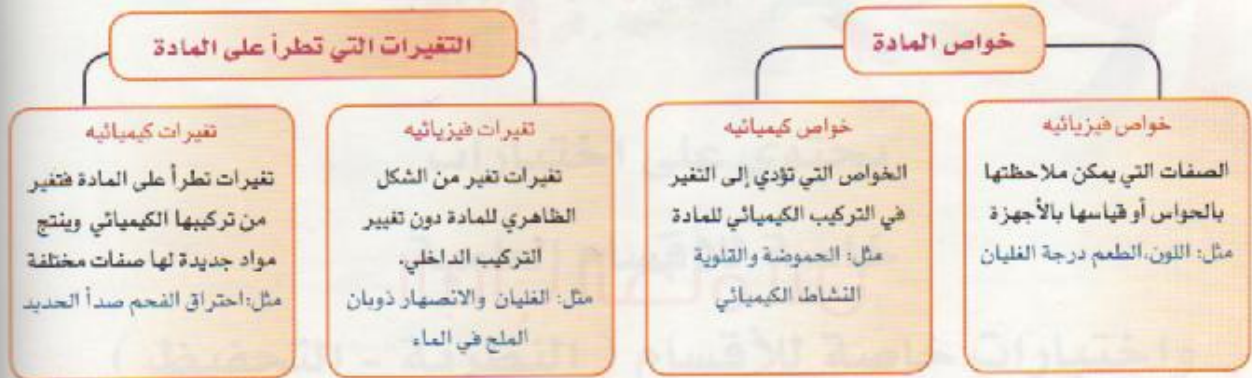 خواص المادة
خواص فيزيائيه
الصفات التي يمكن ملاحظتها
بالحواس أو قياسها بالأجهزة
مثل: اللون،الطعم درجة الغليان
خواص كيميائيه
الخواص التي تؤدي إلى التغير
في التركيب الكيميائي للمادة
مثل: الحموضة والقلوية
النشاط الكيميائي
التغيرات التي تطرأ على المادة
تغيرات فيزيائيه
تغيرات تغير من الشكل
الظاهري للمادة دون تغيير
التركيب الداخلي.
مثل: الغليان والانصهار ذوبان
الملح في الماء
تغيرات كيميائيه
تغيرات تطرأ على المادة فتغير
من تركيبها الكيميائي وينتج
مواد جديدة لها صفات مختلفة
مثل:احتراق الفحم صدأ الحديد